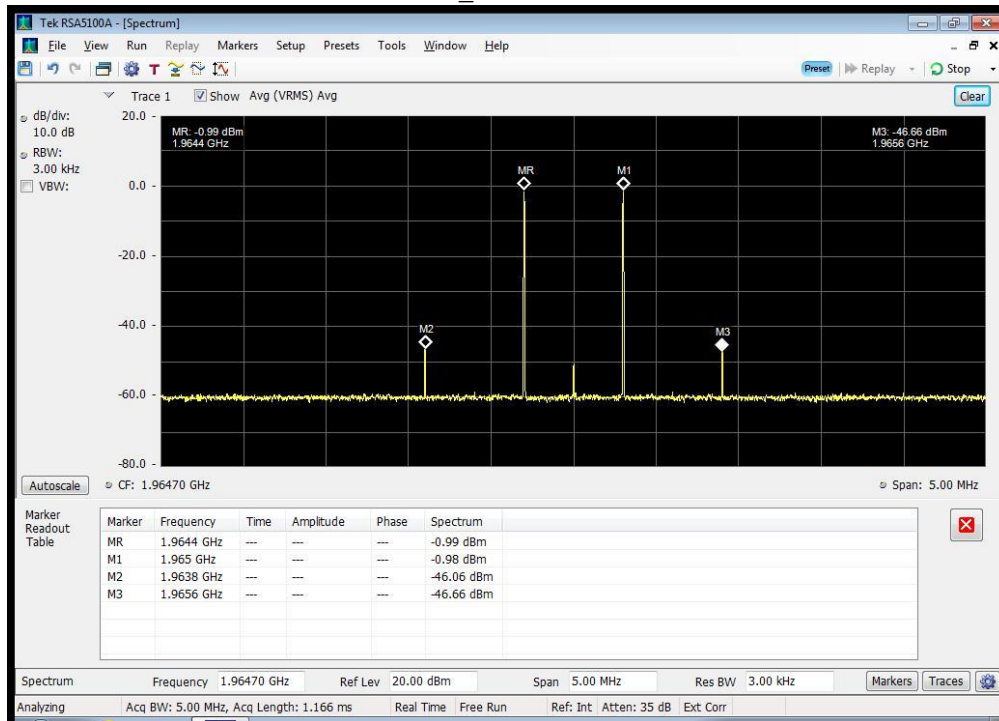 Tek RSA5100A - [Spectrum]
File View Run Replay Markers Setup Presets Tools Window Help
T Preset Replay Stop
Trace 1 Show Avg (VRMS) Avg Clear
dB/div:
10.0 dB
RBW:
3.00 kHz
VBW:
20.0
0.0
-20.0
-40.0
-60.0
-80.0
MR: -0.99 dBm
1.9644 GHz
M3: -46.66 dBm
1.9656 GHz
MR M1
M2 M3
Autoscale CF: 1.96470 GHz Span: 5.00 MHz
Marker
Readout
Table
Marker Frequency Time Amplitude Phase Spectrum
MR 1.9644 GHz --- --- --- -0.99 dBm
M1 1.965 GHz --- --- --- -0.98 dBm
M2 1.9638 GHz --- --- --- -46.06 dBm
M3 1.9656 GHz --- --- --- -46.66 dBm
Spectrum Frequency 1.96470 GHz Ref Lev 20.00 dBm Span 5.00 MHz Res BW 3.00 kHz Markers Traces
Analyzing Acq BW: 5.00 MHz, Acq Length: 1.166 ms Real Time Free Run Ref: Int Atten: 35 dB Ext Corr